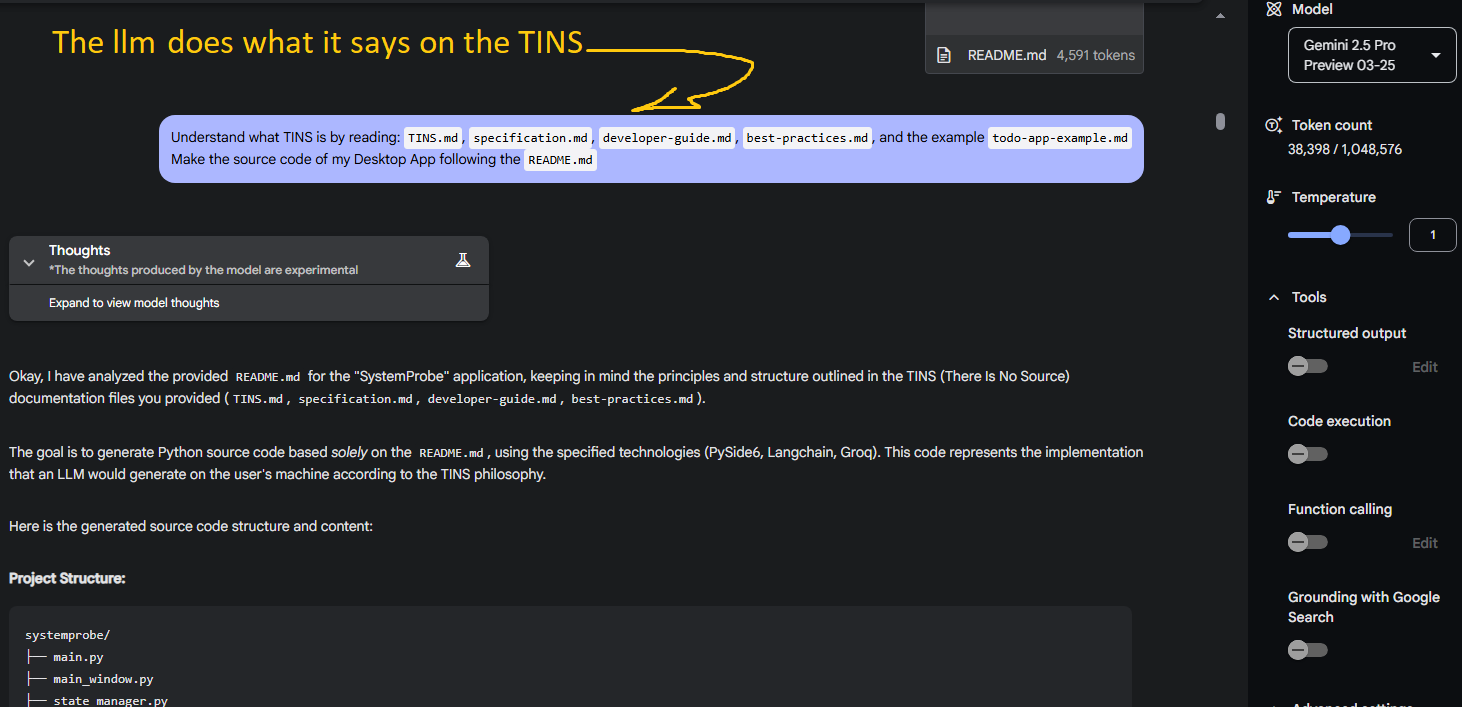 The llm does what it says on the TINS
README.md 4,591 tokens
Understand what TINS is by reading: TINS.md, specification.md, developer-guide.md, best-practices.md, and the example todo-app-example.md
Make the source code of my Desktop App following the README.md
Thoughts
*The thoughts produced by the model are experimental
Expand to view model thoughts
Okay, I have analyzed the provided README.md for the "SystemProbe" application, keeping in mind the principles and structure outlined in the TINS (There Is No Source)
documentation files you provided ( TINS.md, specification.md, developer-guide.md, best-practices.md ).
The goal is to generate Python source code based solely on the README.md, using the specified technologies (PySide6, Langchain, Groq). This code represents the implementation
that an LLM would generate on the user's machine according to the TINS philosophy.
Here is the generated source code structure and content:
Project Structure:
systemprobe/
├── main.py
├── main_window.py
├── state_manager.py
Model
Gemini 2.5 Pro
Preview 03-25
Token count
38,398 / 1,048,576
Temperature
1
Tools
Structured output
Edit
Code execution
Function calling
Edit
Grounding with Google
Search
Advanced settings